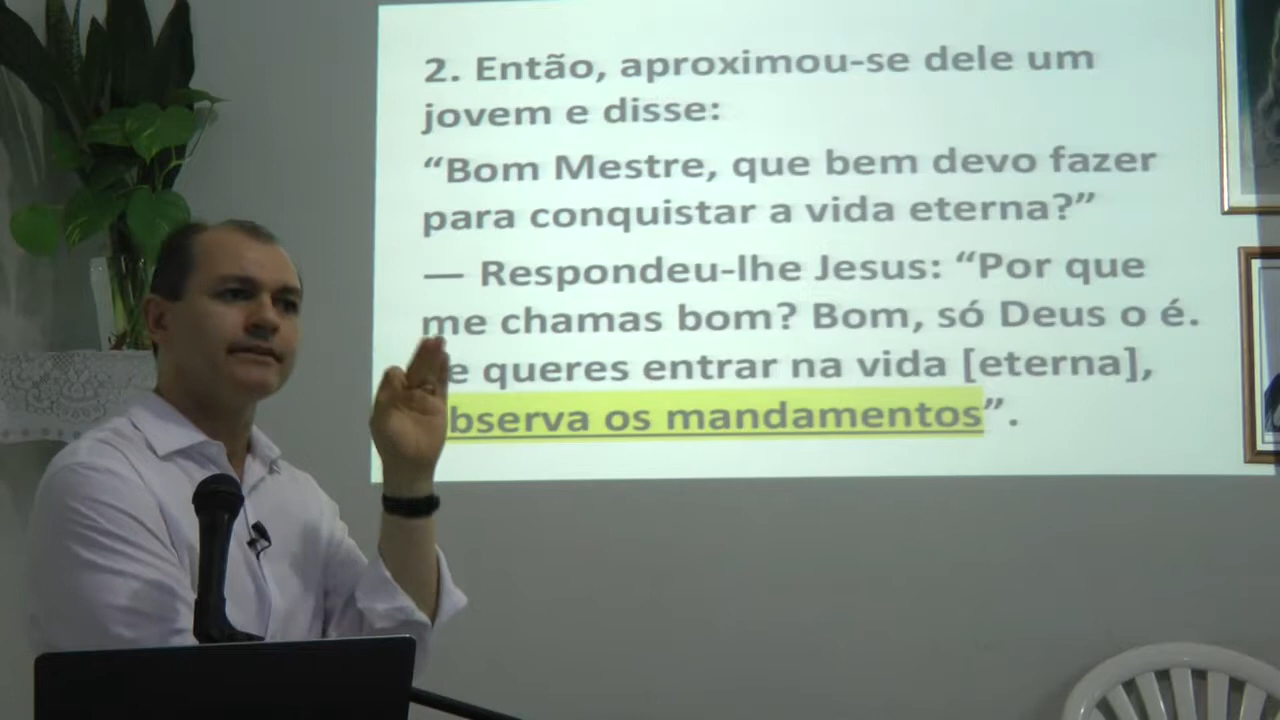 2. Então, aproximou-se dele um
jovem e disse:
“Bom Mestre, que bem devo fazer
para conquistar a vida eterna?”
— Respondeu-lhe Jesus: “Por que
me chamas bom? Bom, só Deus o é.
e queres entrar na vida [eterna],
bserva os mandamentos”.